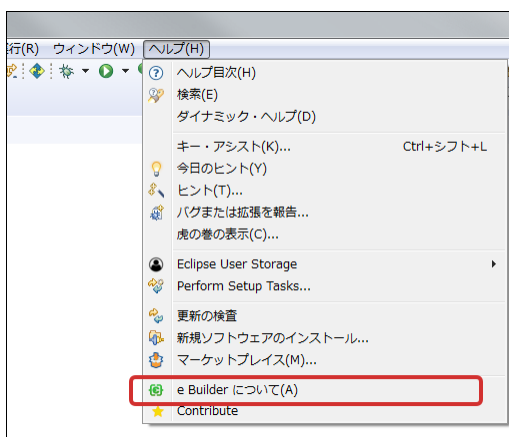 行(R) ウィンドウ(W) ヘルプ(H)
ヘルプ目次(H)
検索(E)
ダイナミック・ヘルプ(D)
キー・アシスト(K)... Ctrl+シフト+L
今日のヒント(Y)
ヒント(T)...
バグまたは拡張を報告...
虎の巻の表示(C)...
Eclipse User Storage
Perform Setup Tasks...
更新の検査
新規ソフトウェアのインストール...
マーケットプレイス(M)...
e Builder について(A)
Contribute